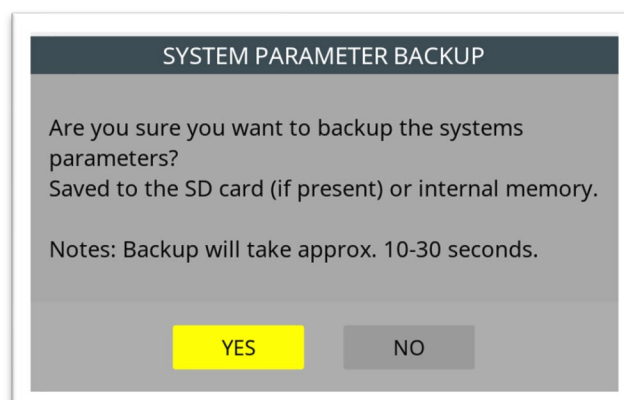 SYSTEM PARAMETER BACKUP
Are you sure you want to backup the systems
parameters?
Saved to the SD card (if present) or internal memory.
Notes: Backup will take approx. 10-30 seconds.
YES
NO